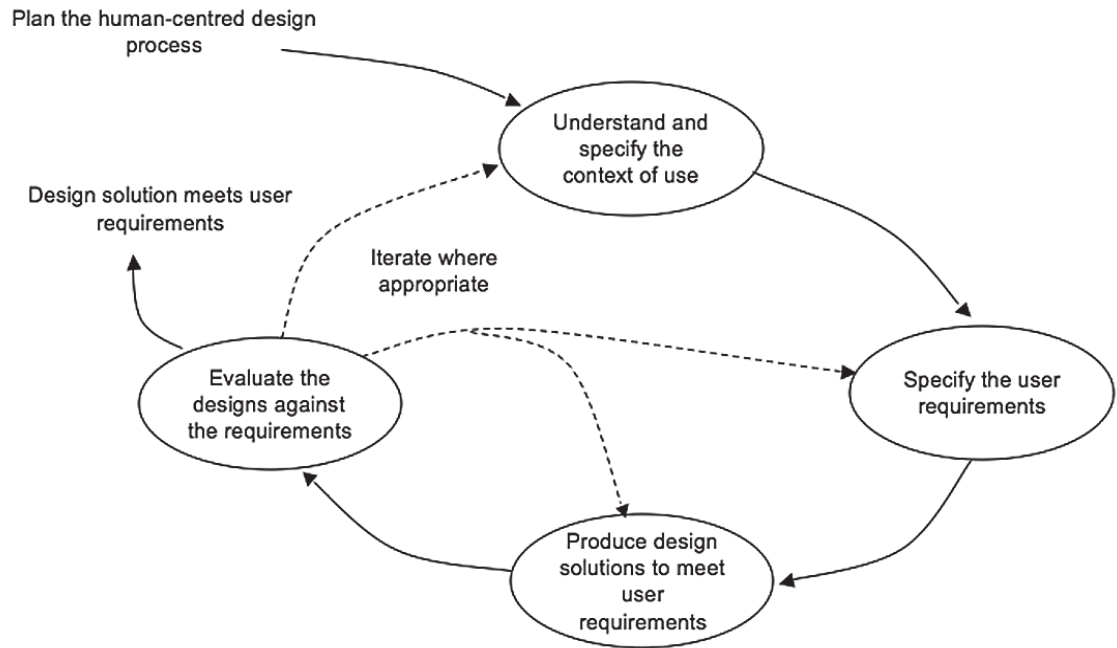 Plan the human-centred design
process
Understand and
specify the
context of use
Design solution meets user
requirements
Iterate where
appropriate
Evaluate the
designs against
the requirements
Specify the user
requirements
Produce design
solutions to meet
user
requirements